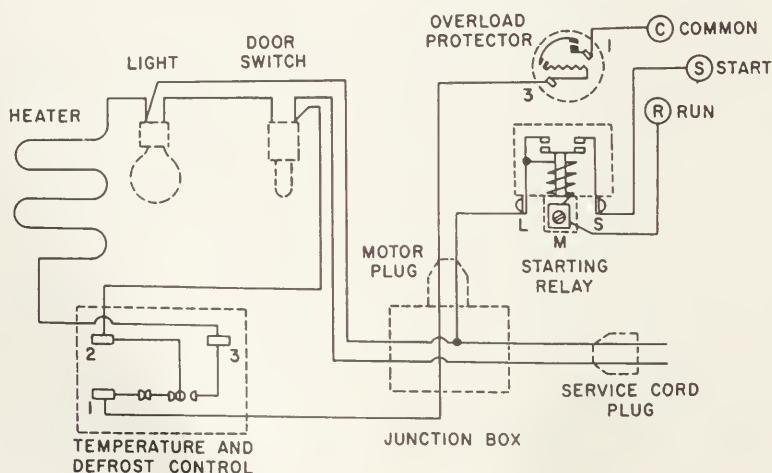 OVERLOAD
PROTECTOR
1
3
C COMMON
S START
R RUN
DOOR
SWITCH
LIGHT
HEATER
L
M
S
STARTING
RELAY
MOTOR
PLUG
2
3
1
SERVICE CORD
PLUG
JUNCTION BOX
TEMPERATURE AND
DEFROST CONTROL